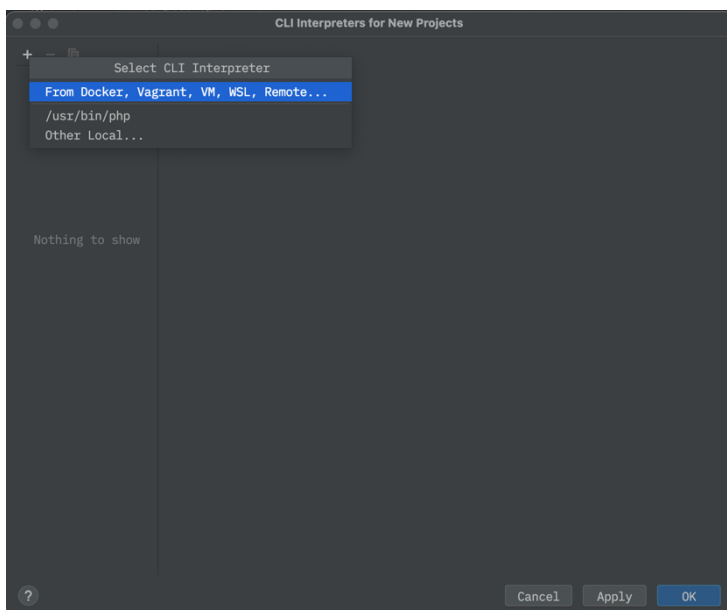 CLI Interpreters for New Projects
+ −
Select CLI Interpreter
From Docker, Vagrant, VM, WSL, Remote...
/usr/bin/php
Other Local...
Nothing to show
?
Cancel
Apply
OK